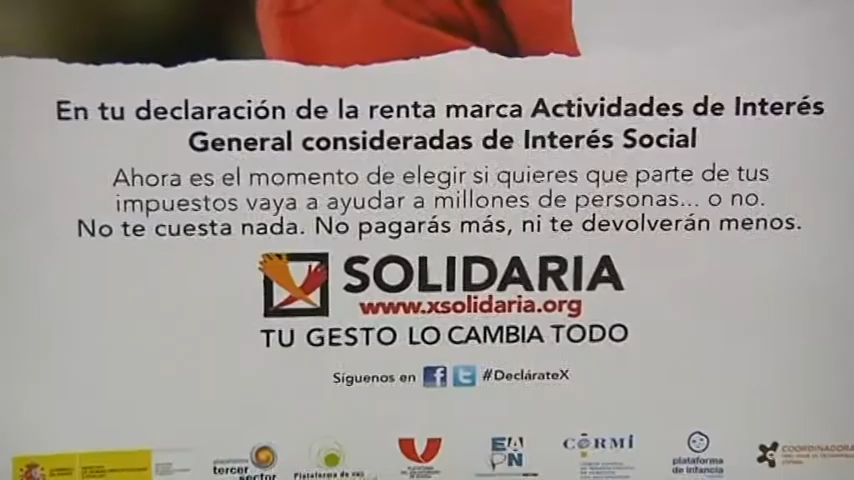 En tu declaración de la renta marca Actividades de Interés
General consideradas de Interés Social
Ahora es el momento de elegir si quieres que parte de tus
impuestos vaya a ayudar a millones de personas... o no.
No te cuesta nada. No pagarás más, ni te devolverán menos.
SOLIDARIA
www.xsolidaria.org
TU GESTO LO CAMBIA TODO
Síguenos en #DeclárateX
tercer sector
EAPN
CERMI
plataforma de infancia
COORDINADORA